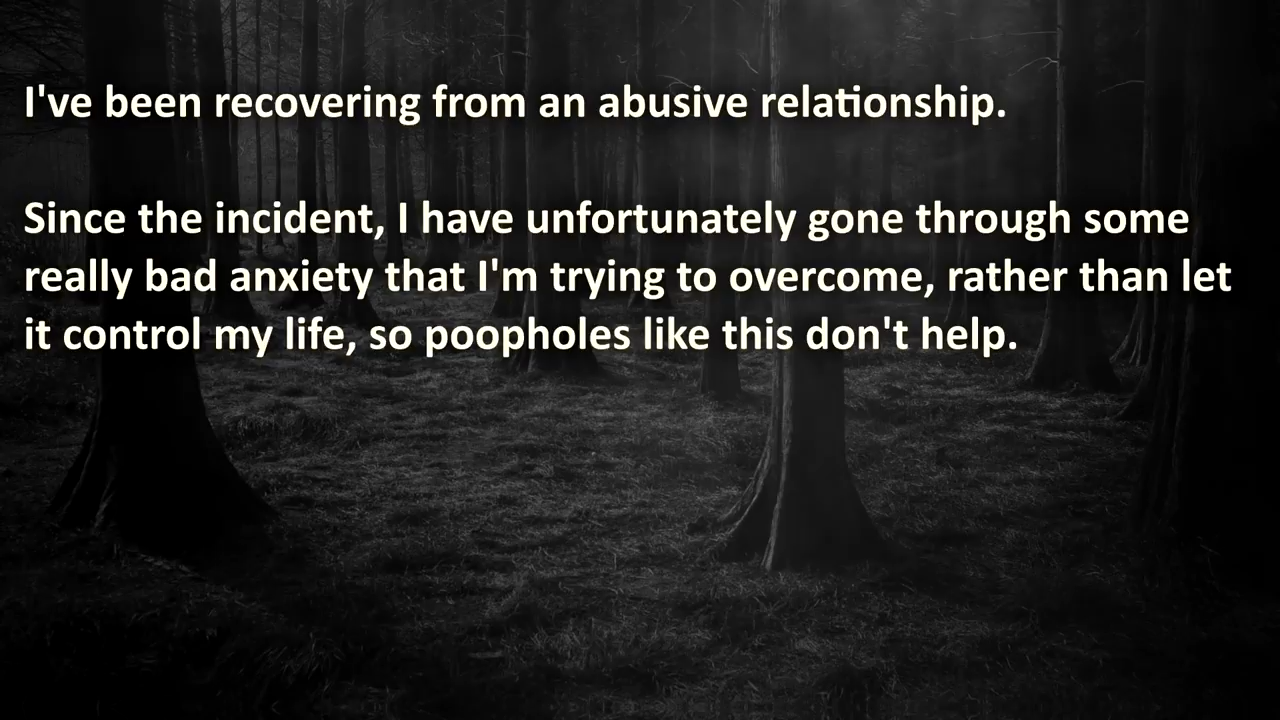 I've been recovering from an abusive relationship.
Since the incident, I have unfortunately gone through some
really bad anxiety that I'm trying to overcome, rather than let
it control my life, so poopholes like this don't help.